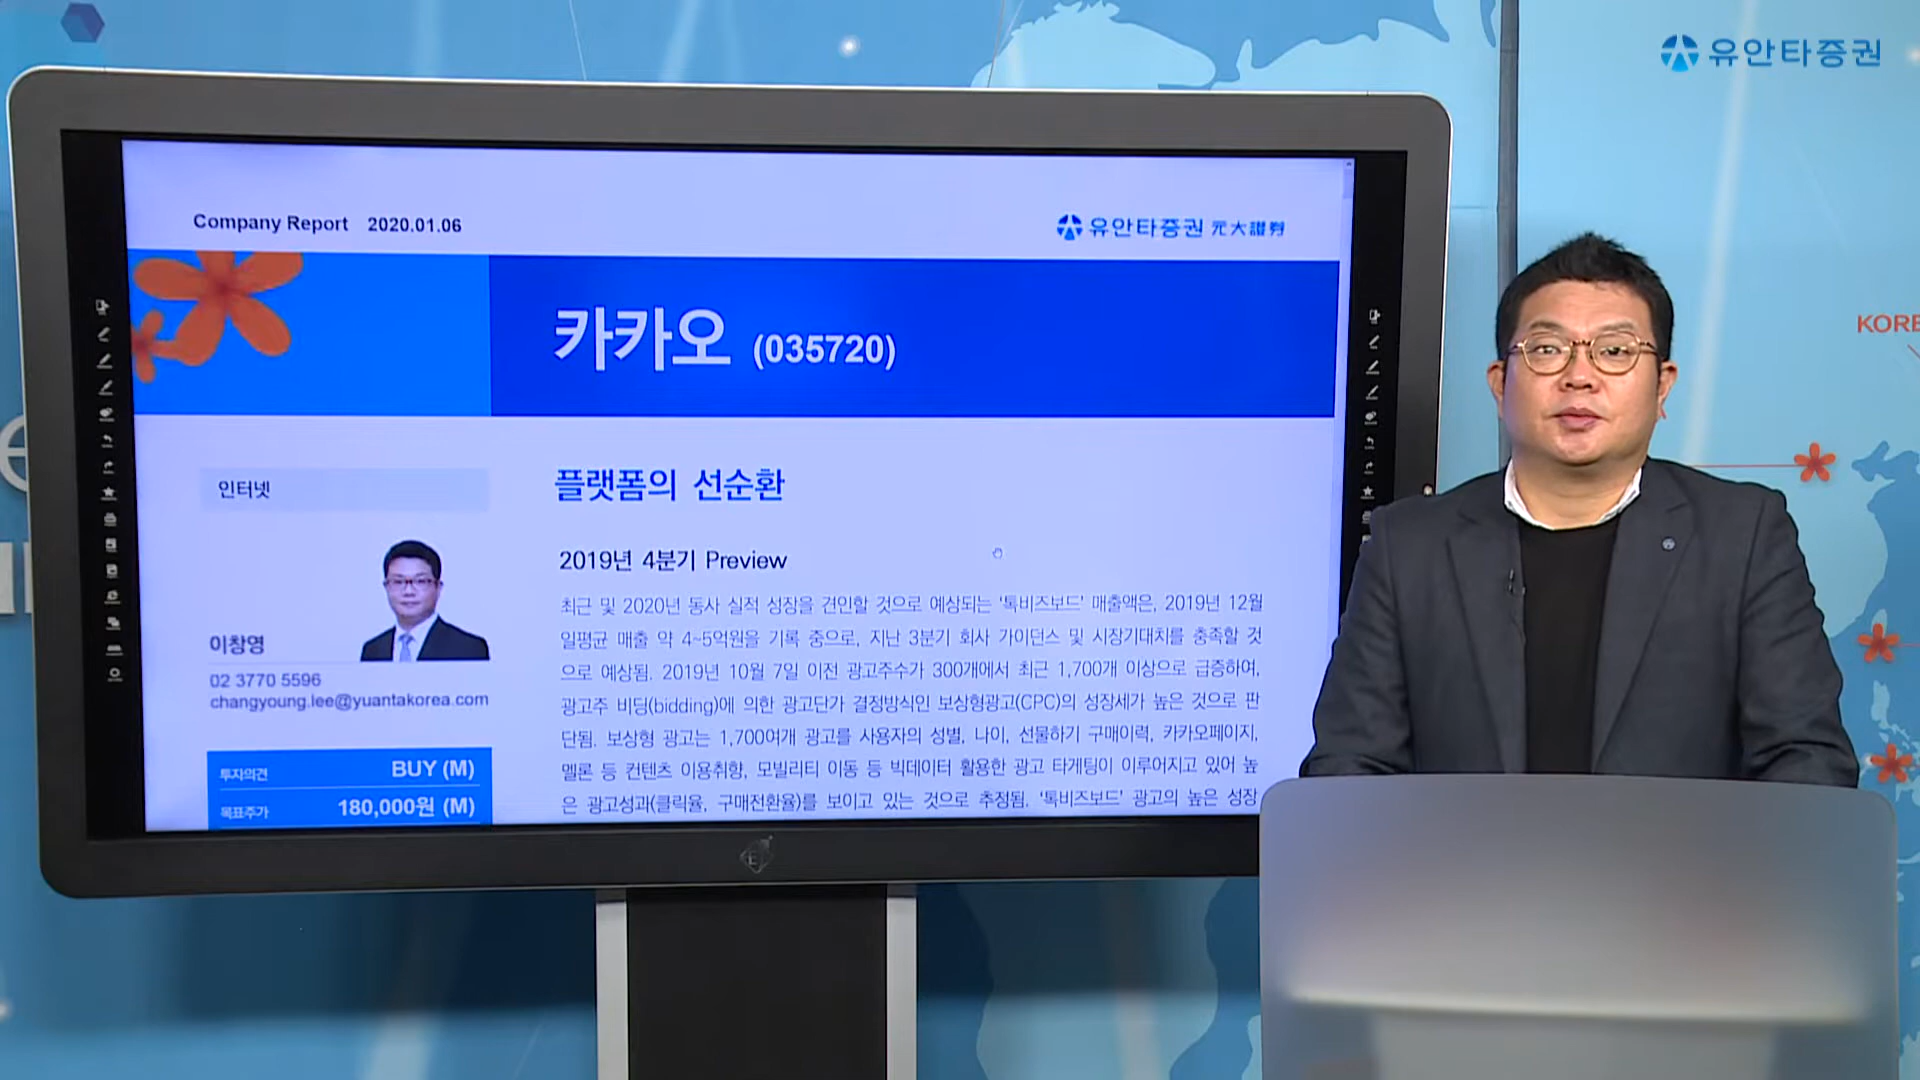 유안타증권
Company Report 2020.01.06
유안타증권 元大證券
카카오 (035720)
인터넷
플랫폼의 선순환
2019년 4분기 Preview
최근 및 2020년 동사 실적 성장을 견인할 것으로 예상되는 '톡비즈보드' 매출액은, 2019년 12월
일평균 매출 약 4~5억원을 기록 중으로, 지난 3분기 회사 가이던스 및 시장기대치를 충족할 것
으로 예상됨. 2019년 10월 7일 이전 광고주수가 300개에서 최근 1,700개 이상으로 급증하여,
광고주 비딩(bidding)에 의한 광고단가 결정방식인 보상형광고(CPC)의 성장세가 높은 것으로 판
단됨. 보상형 광고는 1,700여개 광고를 사용자의 성별, 나이, 선물하기 구매이력, 카카오페이지,
멜론 등 컨텐츠 이용취향, 모빌리티 이동 등 빅데이터 활용한 광고 타게팅이 이루어지고 있어 높
은 광고성과(클릭율, 구매전환율)를 보이고 있는 것으로 추정됨. '톡비즈보드' 광고의 높은 성장
이창영
02 3770 5596
changyoung.lee@yuantakorea.com
투자의견 BUY (M)
목표주가 180,000원 (M)
KORE